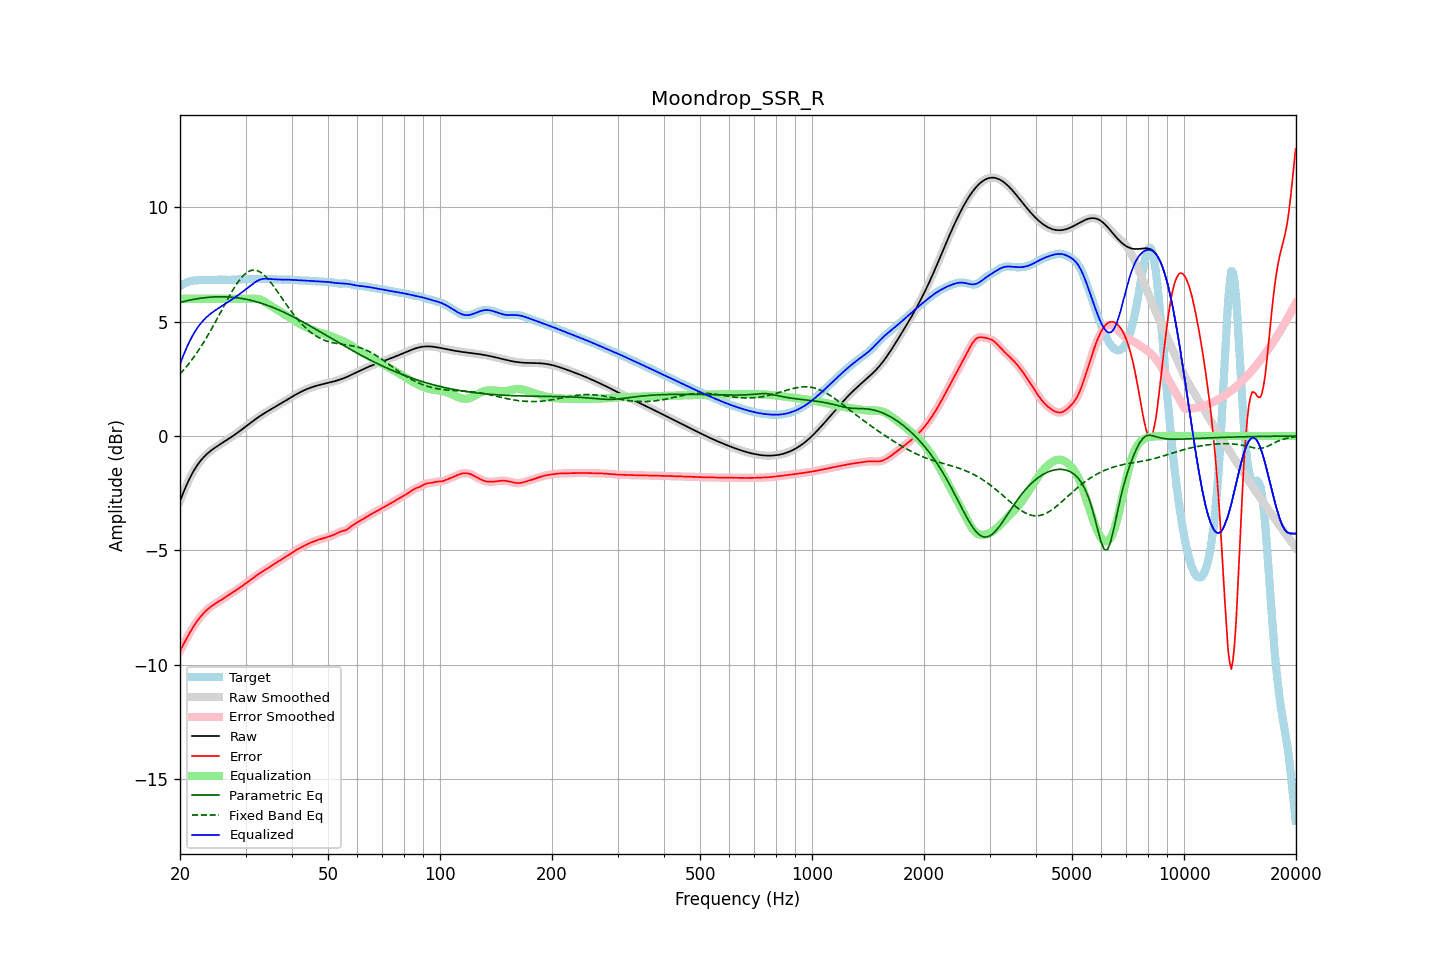 Moondrop_SSR_R
Amplitude (dBr)
10
5
0
−5
−10
−15
Target
Raw Smoothed
Error Smoothed
Raw
Error
Equalization
Parametric Eq
Fixed Band Eq
Equalized
20
50
100
200
500
1000
2000
5000
10000
20000
Frequency (Hz)